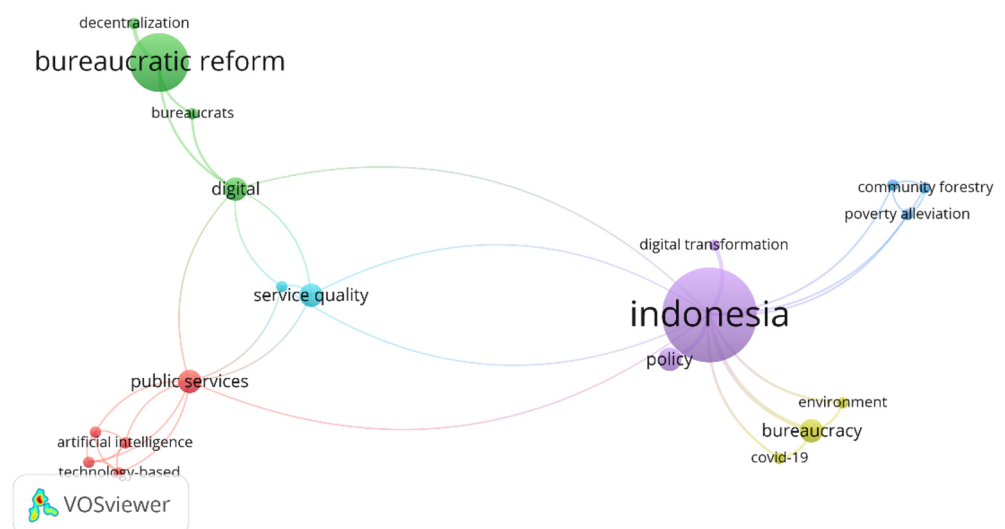 decentralization
bureaucratic reform
bureaucrats
digital
community forestry
poverty alleviation
digital transformation
service quality
indonesia
policy
public services
environment
bureaucracy
artificial intelligence
covid-19
technology-based
VOSviewer